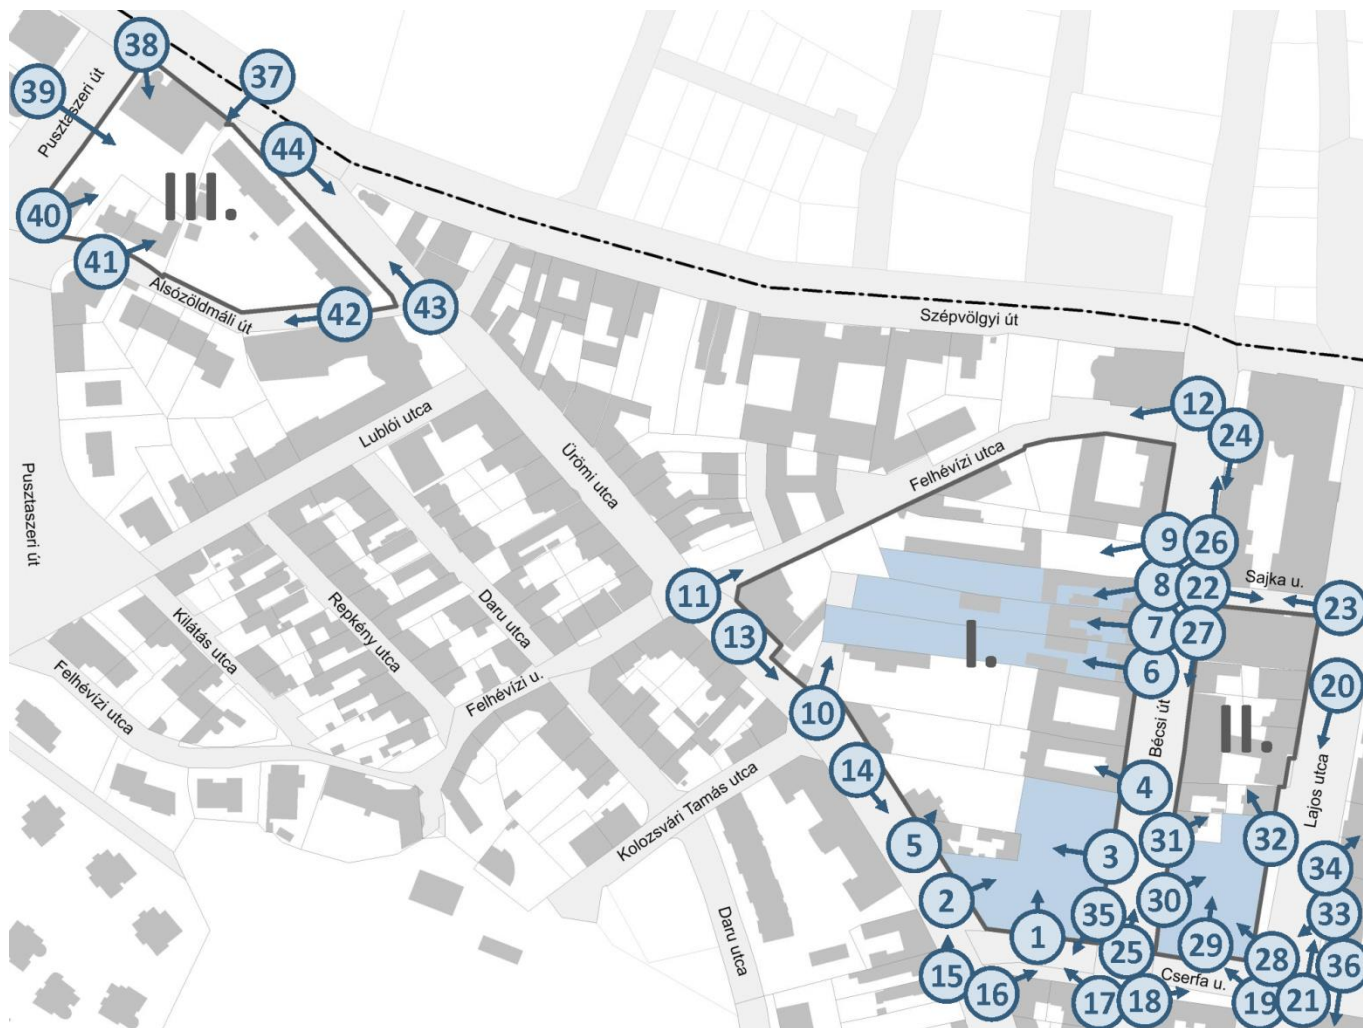 38
37
39
Pusztaszeri út
44
III.
40
41
Alsózöldmáli út
42
43
Szépvölgyi út
12
24
Lublói utca
Ürömi utca
Felhévízi utca
Pusztaszeri út
9
26
Sajka u.
8
22
23
11
7
27
13
I.
6
Kilátás utca
Repkény utca
Daru utca
Felhévízi u.
Felhévízi utca
10
20
II.
Bécsi út
14
4
Lajos utca
Kolozsvári Tamás utca
5
3
31
32
34
2
30
35
33
1
25
29
28
Daru utca
15
16
Cserfa u.
36
17
18
19
21